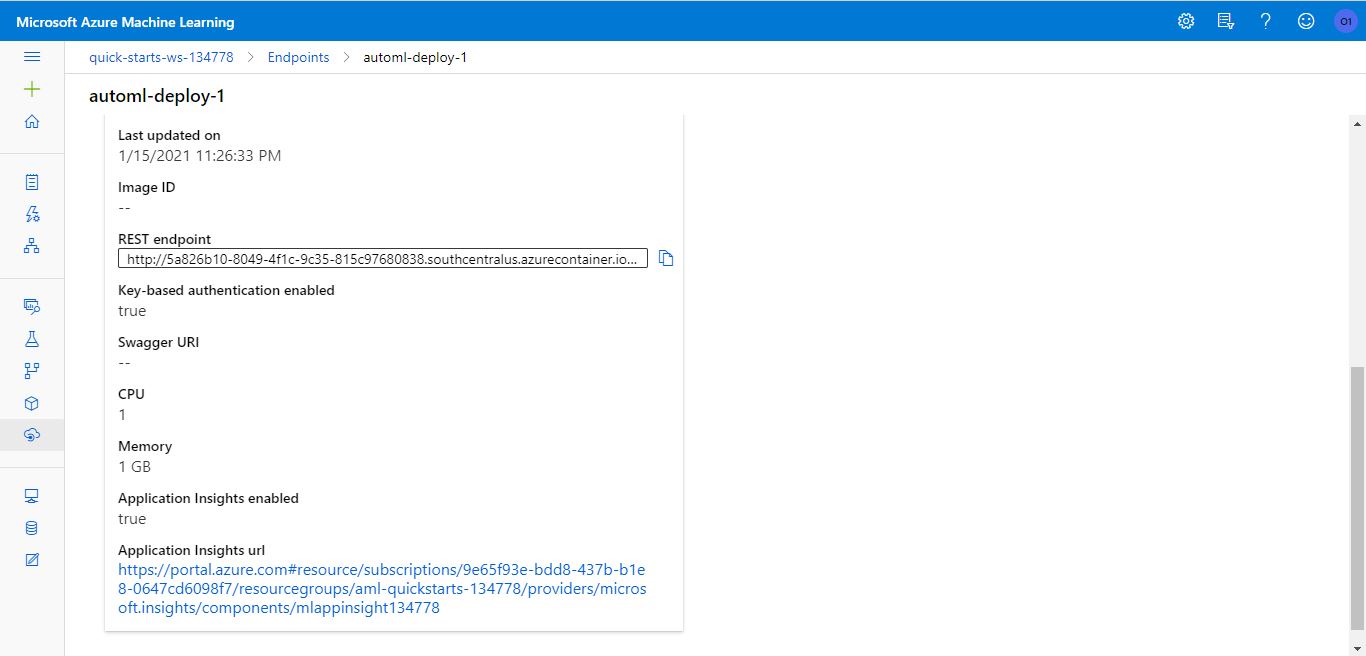 Microsoft Azure Machine Learning
?
O1
quick-starts-ws-134778 > Endpoints > automl-deploy-1
automl-deploy-1
Last updated on
1/15/2021 11:26:33 PM
Image ID
--
REST endpoint
http://5a826b10-8049-4f1c-9c35-815c97680838.southcentralus.azurecontainer.io...
Key-based authentication enabled
true
Swagger URI
--
CPU
1
Memory
1 GB
Application Insights enabled
true
Application Insights url
https://portal.azure.com#resource/subscriptions/9e65f93e-bdd8-437b-b1e
8-0647cd6098f7/resourcegroups/aml-quickstarts-134778/providers/micros
oft.insights/components/mlappinsight134778